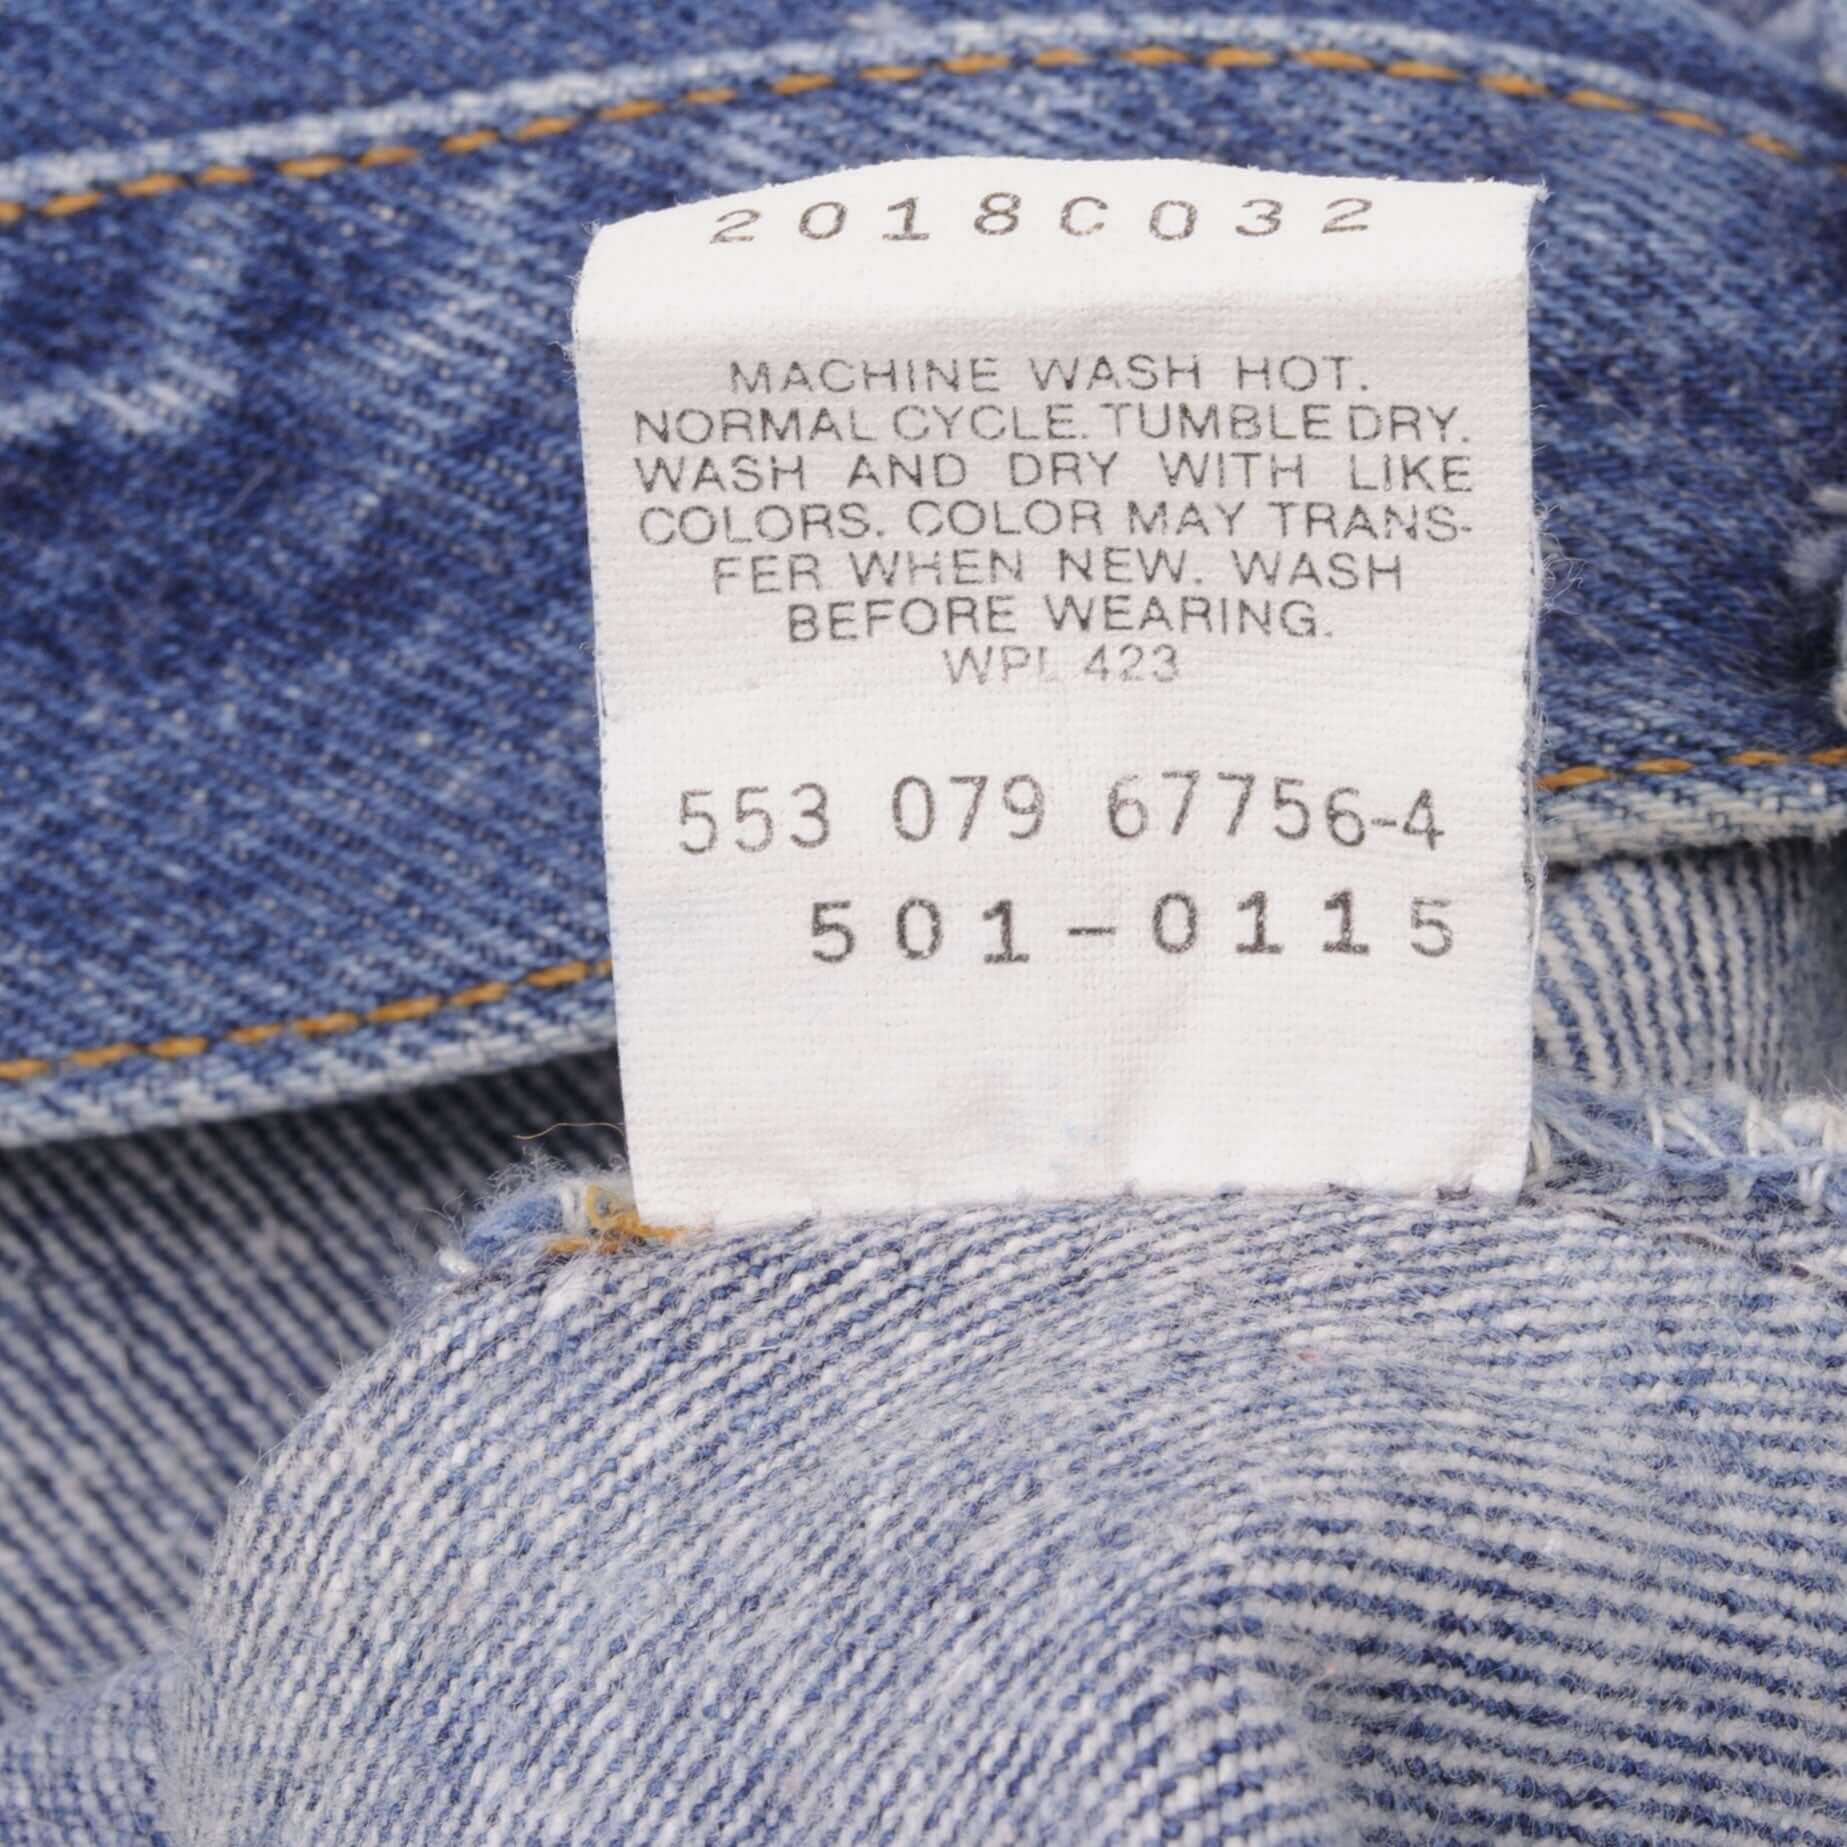 2018C032
MACHINE WASH HOT.
NORMAL CYCLE. TUMBLE DRY.
WASH AND DRY WITH LIKE
COLORS. COLOR MAY TRANS-
FER WHEN NEW. WASH
BEFORE WEARING.
WPL 423
553 079 67756-4
501-0115